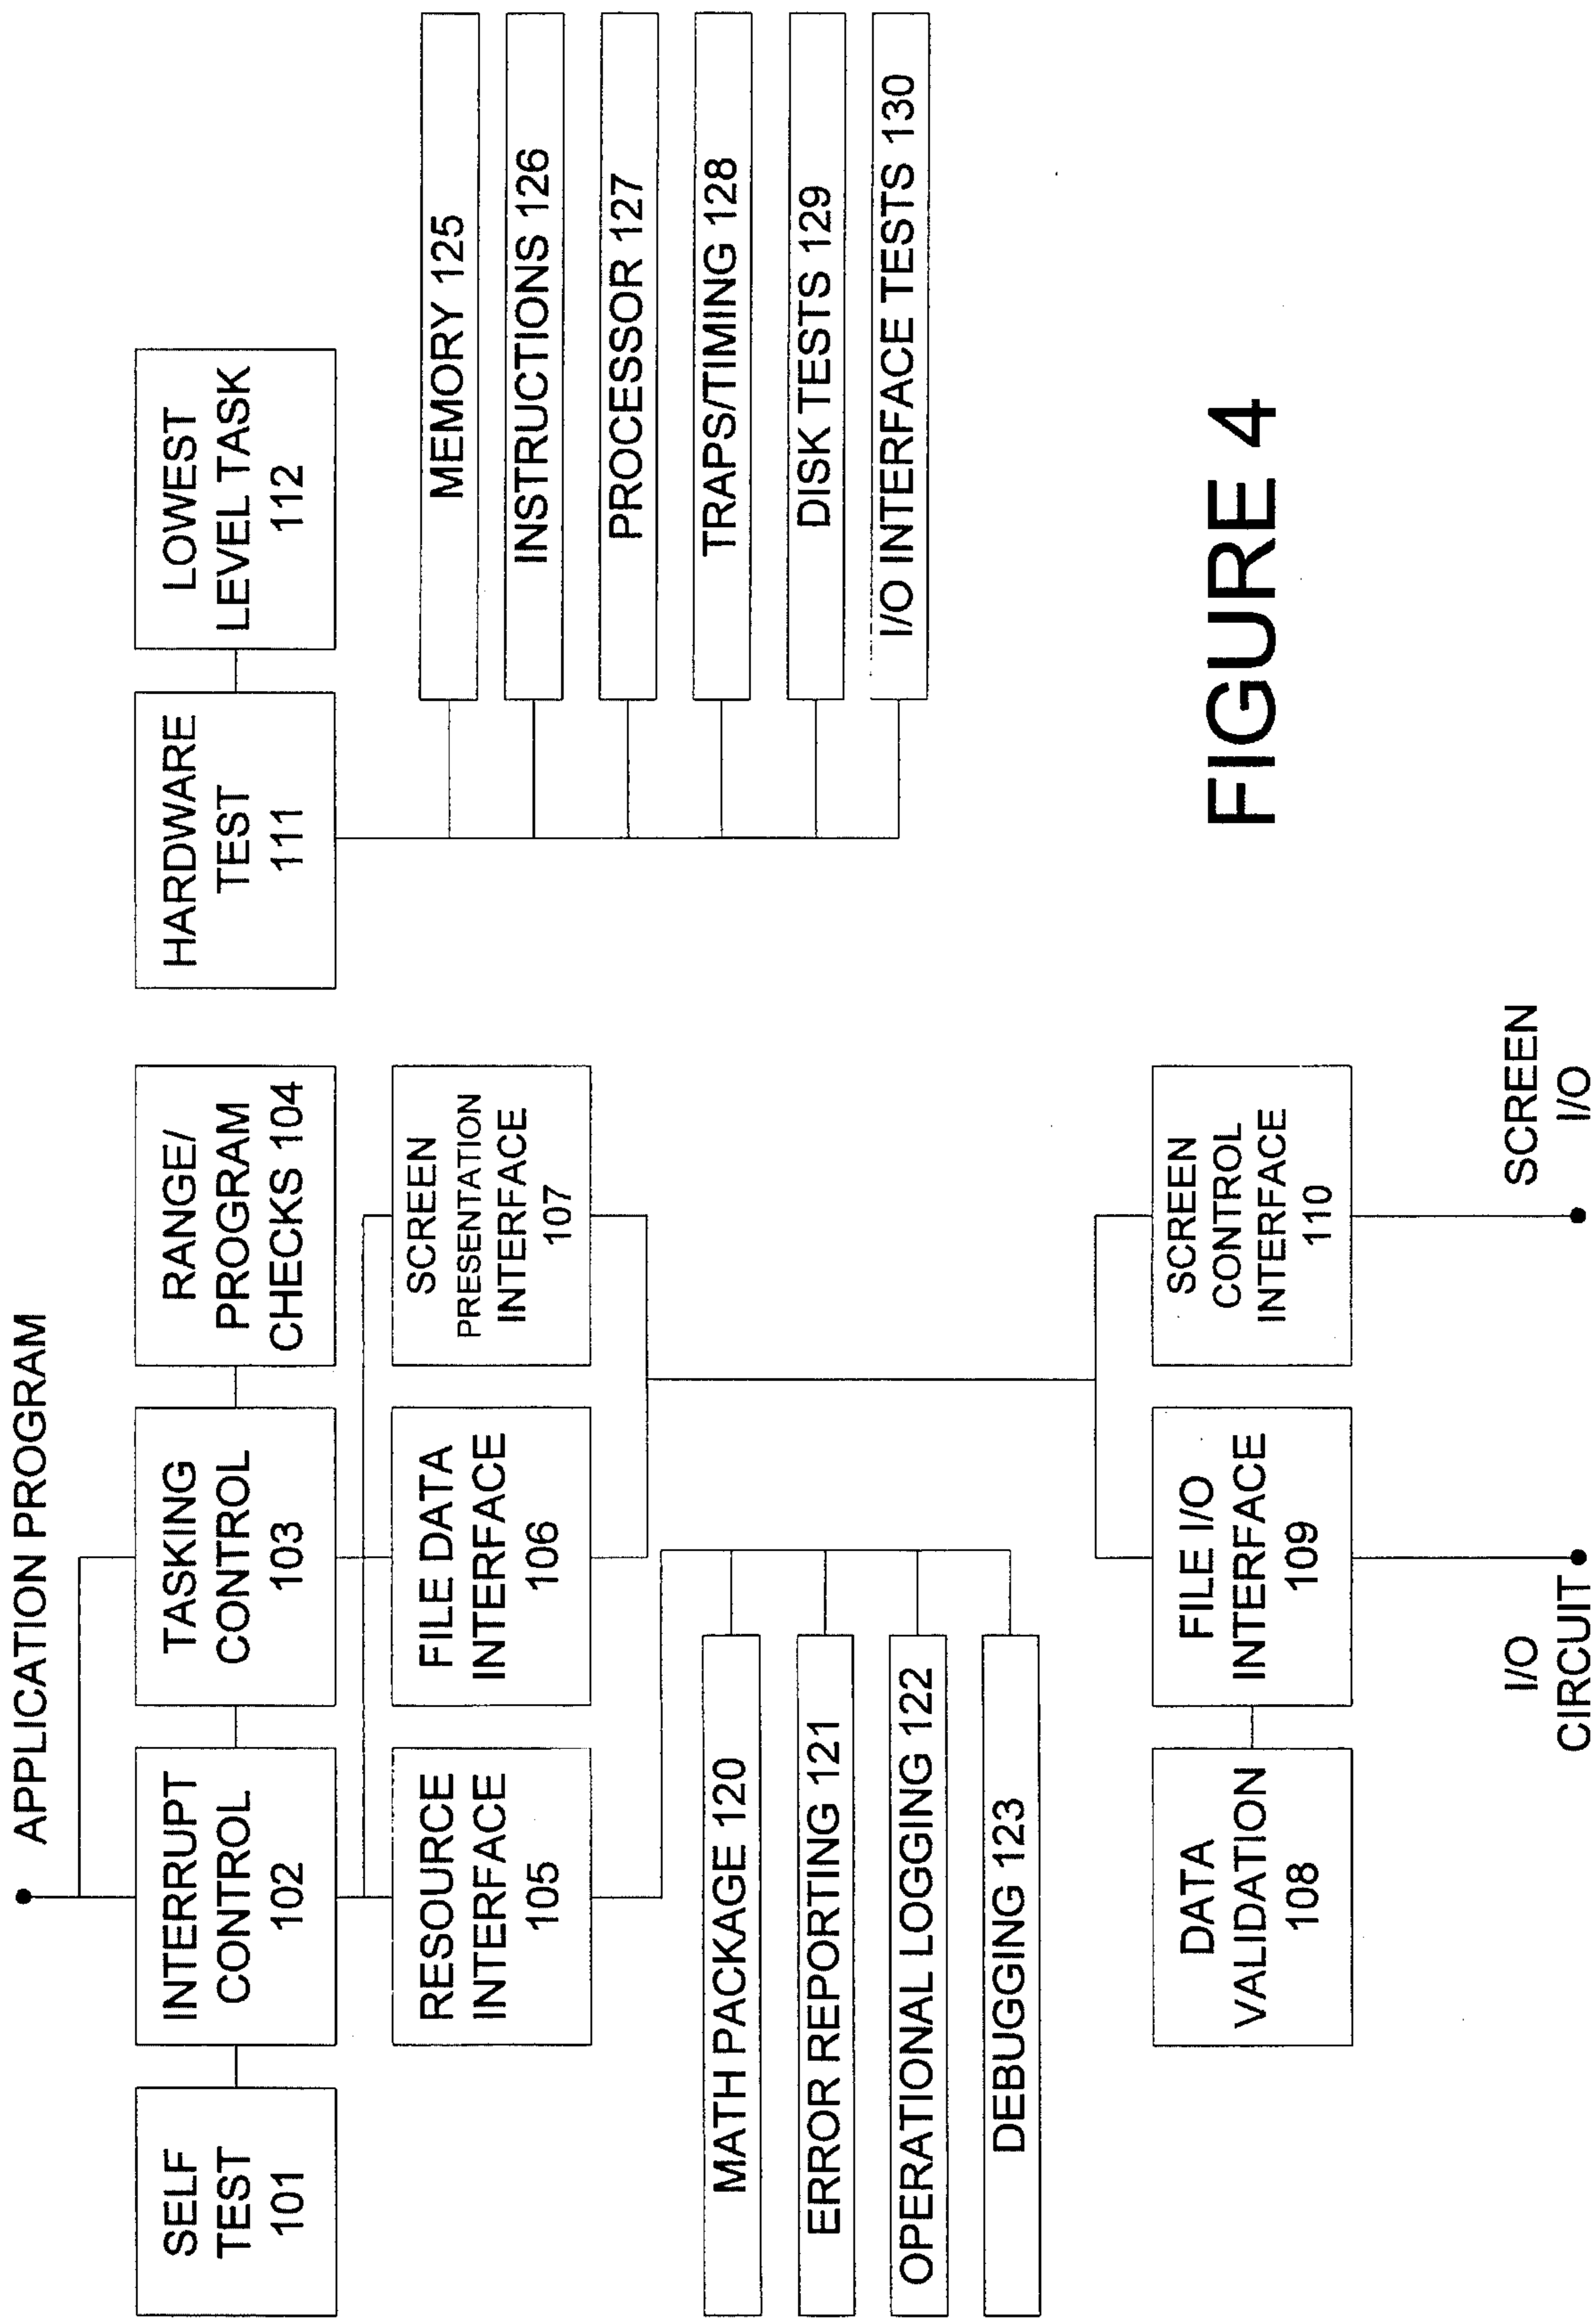 APPLICATION PROGRAM
SELF
TEST
101
INTERRUPT
CONTROL
102
TASKING
CONTROL
103
RANGE/
PROGRAM
CHECKS 104
HARDWARE
TEST
111
LOWEST
LEVEL TASK
112
RESOURCE
INTERFACE
105
FILE DATA
INTERFACE
106
SCREEN
PRESENTATION
INTERFACE
107
MEMORY 125
INSTRUCTIONS 126
PROCESSOR 127
TRAPS/TIMING 128
DISK TESTS 129
I/O INTERFACE TESTS 130
MATH PACKAGE 120
ERROR REPORTING 121
OPERATIONAL LOGGING 122
DEBUGGING 123
DATA
VALIDATION
108
FILE I/O
INTERFACE
109
SCREEN
CONTROL
INTERFACE
110
I/O
CIRCUIT
SCREEN
I/O
FIGURE 4